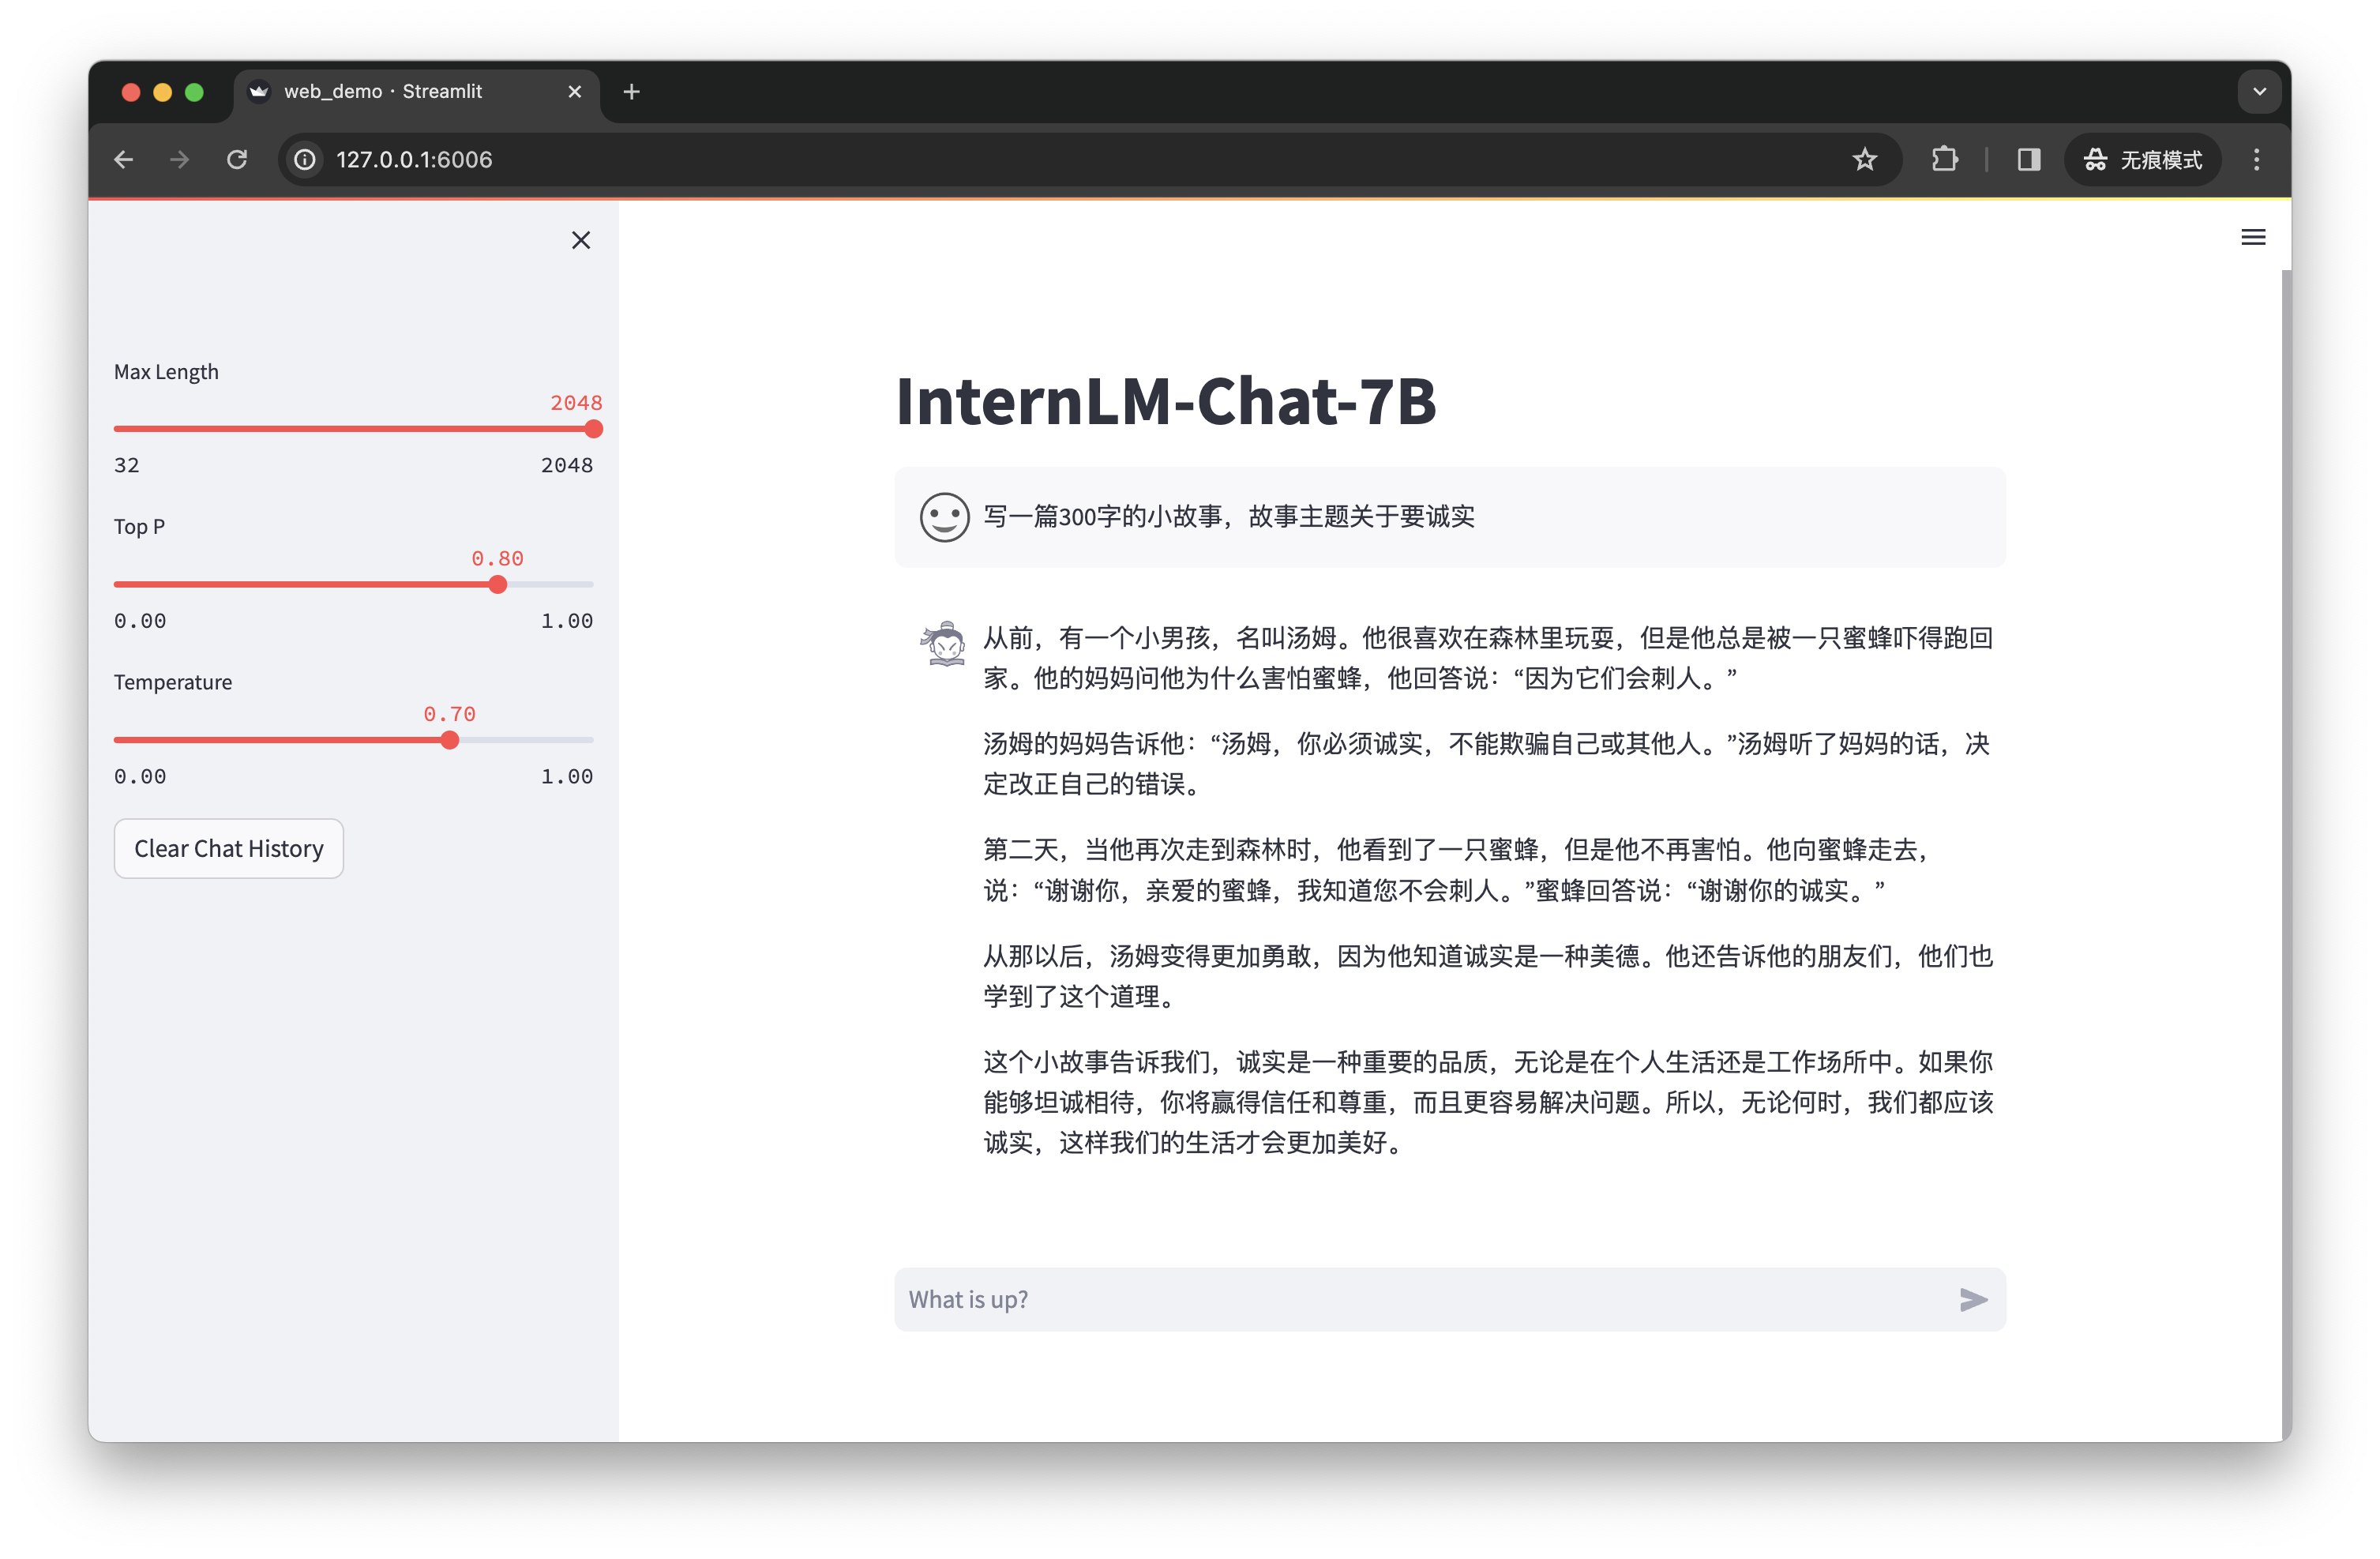 web_demo · Streamlit
127.0.0.1:6006
无痕模式
Max Length
2048
32 2048
Top P
0.80
0.00 1.00
Temperature
0.70
0.00 1.00
Clear Chat History
InternLM-Chat-7B
写一篇300字的小故事，故事主题关于要诚实
从前，有一个小男孩，名叫汤姆。他很喜欢在森林里玩耍，但是他总是被一只蜜蜂吓得跑回
家。他的妈妈问他为什么害怕蜜蜂，他回答说：“因为它们会刺人。”
汤姆的妈妈告诉他：“汤姆，你必须诚实，不能欺骗自己或其他人。”汤姆听了妈妈的话，决
定改正自己的错误。
第二天，当他再次走到森林时，他看到了一只蜜蜂，但是他不再害怕。他向蜜蜂走去，
说：“谢谢你，亲爱的蜜蜂，我知道您不会刺人。”蜜蜂回答说：“谢谢你的诚实。”
从那以后，汤姆变得更加勇敢，因为他知道诚实是一种美德。他还告诉他的朋友们，他们也
学到了这个道理。
这个小故事告诉我们，诚实是一种重要的品质，无论是在个人生活还是工作场所中。如果你
能够坦诚相待，你将赢得信任和尊重，而且更容易解决问题。所以，无论何时，我们都应该
诚实，这样我们的生活才会更加美好。
What is up?